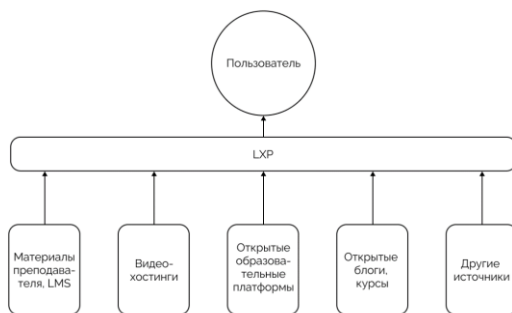 Пользователь
LXP
Материалы
преподава-
теля, LMS
Видео-
хостинги
Открытые
образова-
тельные
платформы
Открытые
блоги,
курсы
Другие
источники